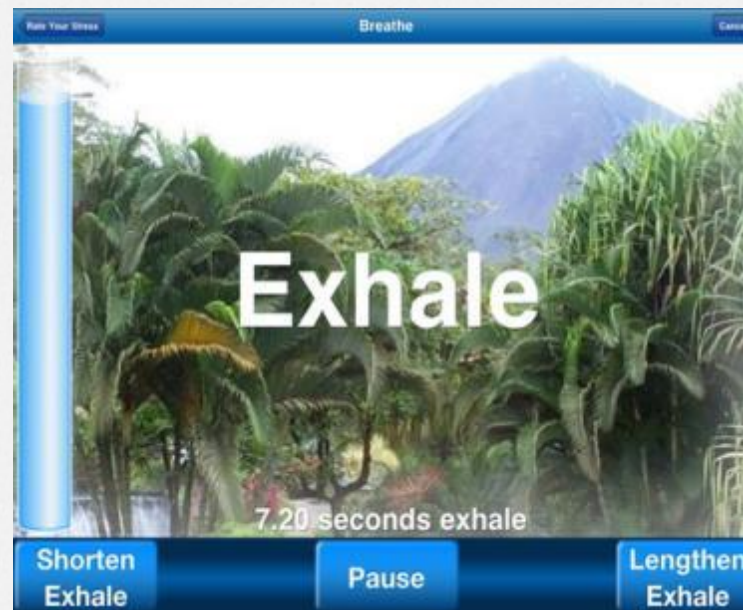 Rate Your Stress
Breathe
Exhale
7.20 seconds exhale
Shorten
Exhale
Pause
Lengthen
Exhale